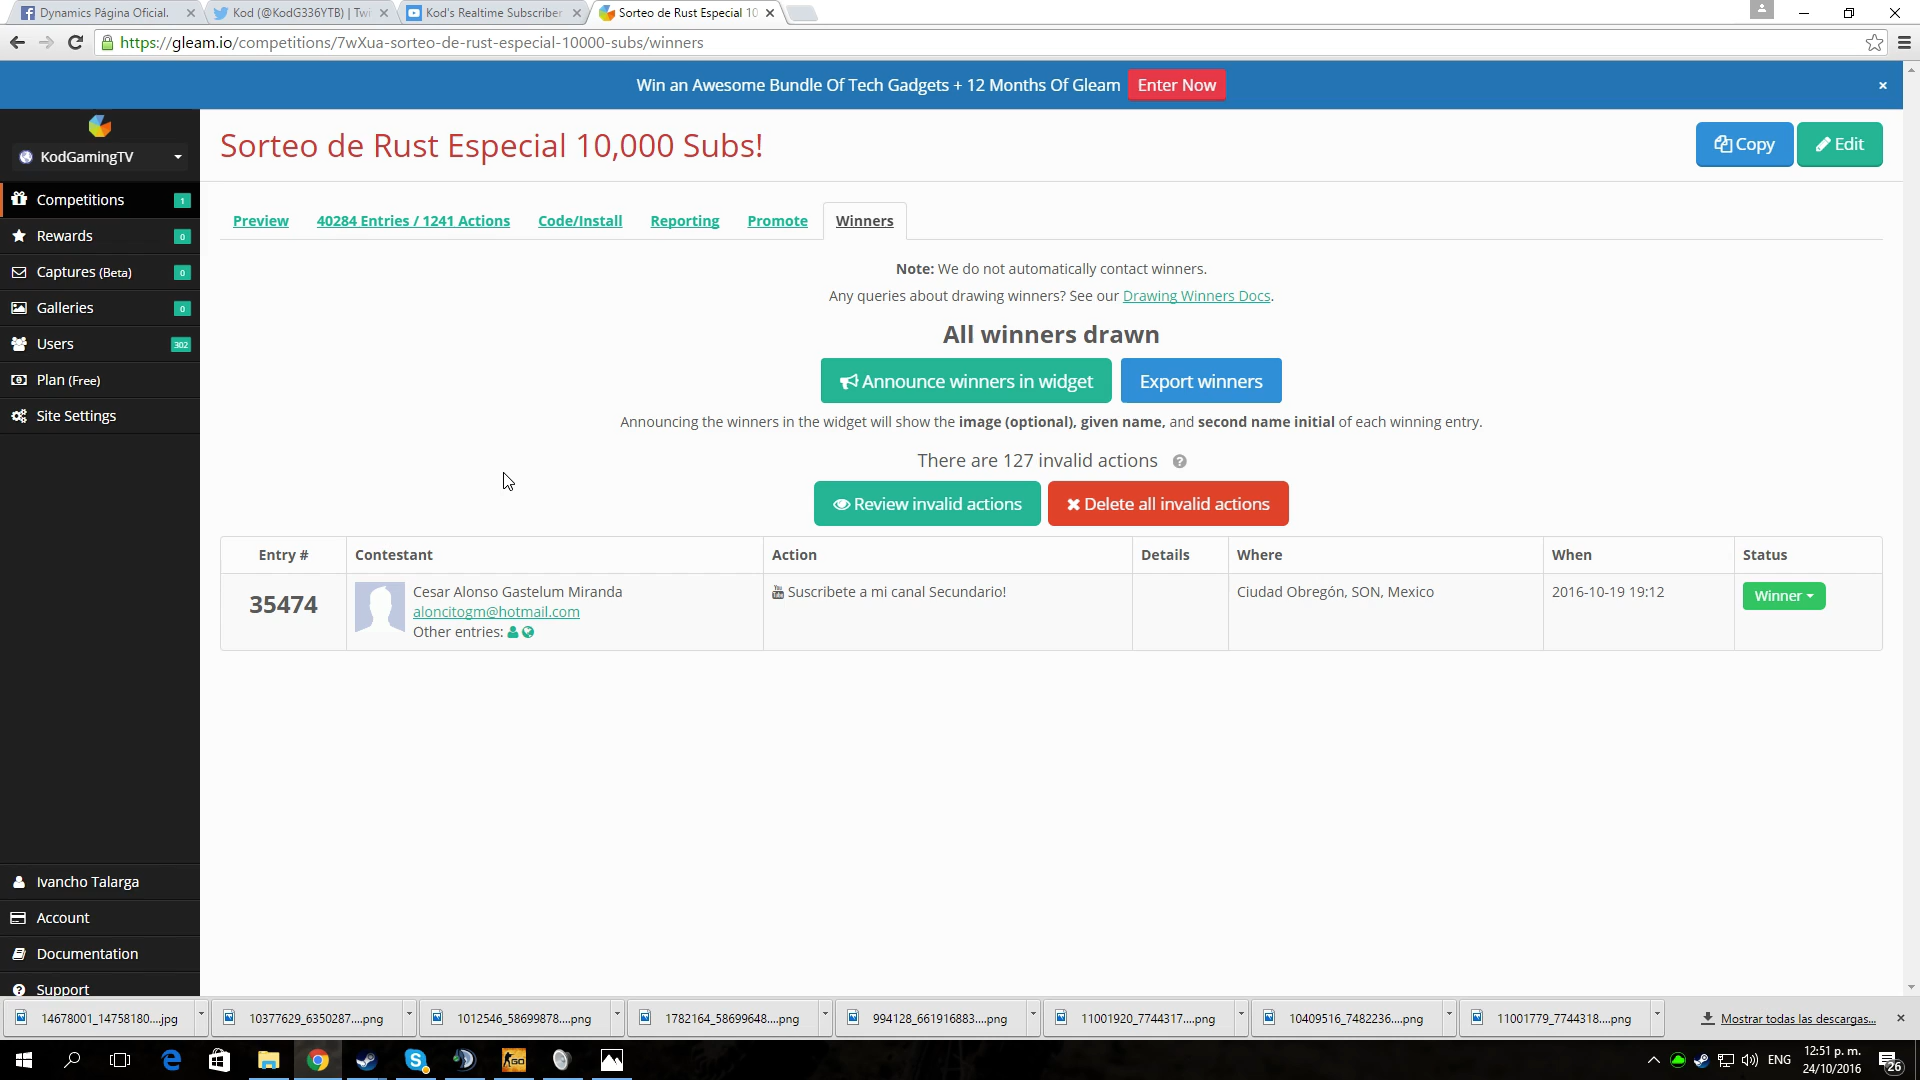 Dynamics Página Oficial.
Kod (@KodG336YTB) | Twi
Kod's Realtime Subscriber
Sorteo de Rust Especial 10
https://gleam.io/competitions/7wXua-sorteo-de-rust-especial-10000-subs/winners
Win an Awesome Bundle Of Tech Gadgets + 12 Months Of Gleam Enter Now
KodGamingTV
Competitions 1
Rewards 0
Captures (Beta) 0
Galleries 0
Users 302
Plan (Free)
Site Settings
Ivancho Talarga
Account
Documentation
Support
Sorteo de Rust Especial 10,000 Subs!
Copy Edit
Preview 40284 Entries / 1241 Actions Code/Install Reporting Promote Winners
Note: We do not automatically contact winners.
Any queries about drawing winners? See our Drawing Winners Docs.
All winners drawn
Announce winners in widget Export winners
Announcing the winners in the widget will show the image (optional), given name, and second name initial of each winning entry.
There are 127 invalid actions ?
Review invalid actions Delete all invalid actions
Entry # Contestant Action Details Where When Status
35474
Cesar Alonso Gastelum Miranda
aloncitogm@hotmail.com
Other entries:
Suscribete a mi canal Secundario!
Ciudad Obregón, SON, Mexico
2016-10-19 19:12
Winner
14678001_14758180....jpg 10377629_6350287....png 1012546_58699878....png 1782164_58699648....png 994128_661916883....png 11001920_7744317....png 10409516_7482236....png 11001779_7744318....png Mostrar todas las descargas...
GO
ENG
12:51 p. m.
24/10/2016
26